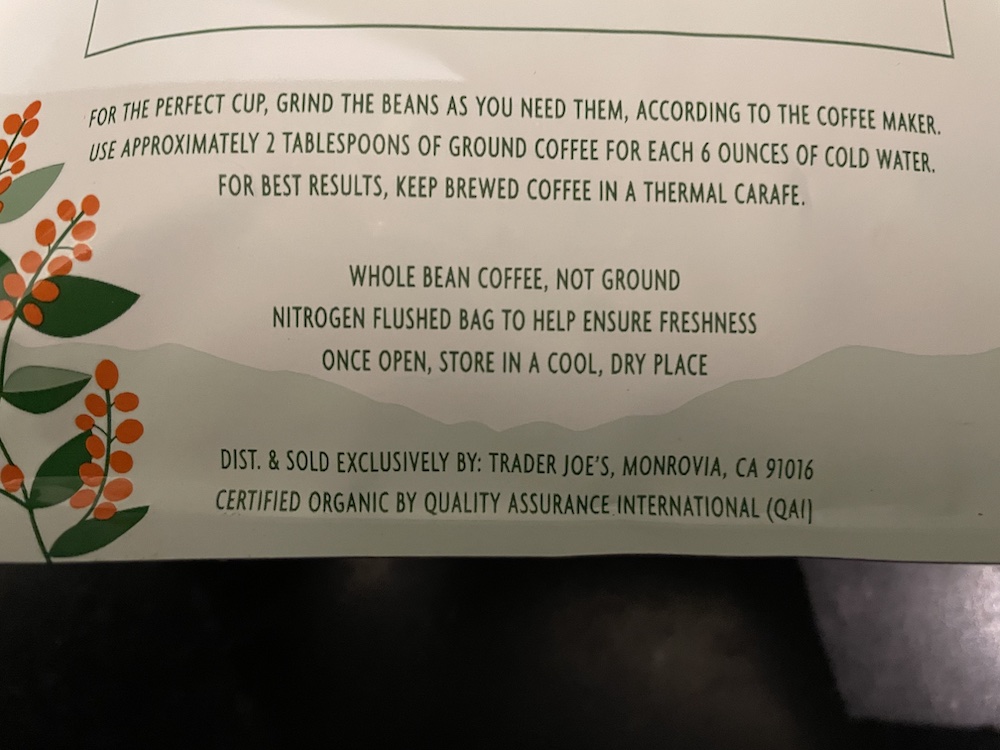 FOR THE PERFECT CUP, GRIND THE BEANS AS YOU NEED THEM, ACCORDING TO THE COFFEE MAKER.
USE APPROXIMATELY 2 TABLESPOONS OF GROUND COFFEE FOR EACH 6 OUNCES OF COLD WATER.
FOR BEST RESULTS, KEEP BREWED COFFEE IN A THERMAL CARAFE.
WHOLE BEAN COFFEE, NOT GROUND
NITROGEN FLUSHED BAG TO HELP ENSURE FRESHNESS
ONCE OPEN, STORE IN A COOL, DRY PLACE
DIST. & SOLD EXCLUSIVELY BY: TRADER JOE'S, MONROVIA, CA 91016
CERTIFIED ORGANIC BY QUALITY ASSURANCE INTERNATIONAL (QAI)